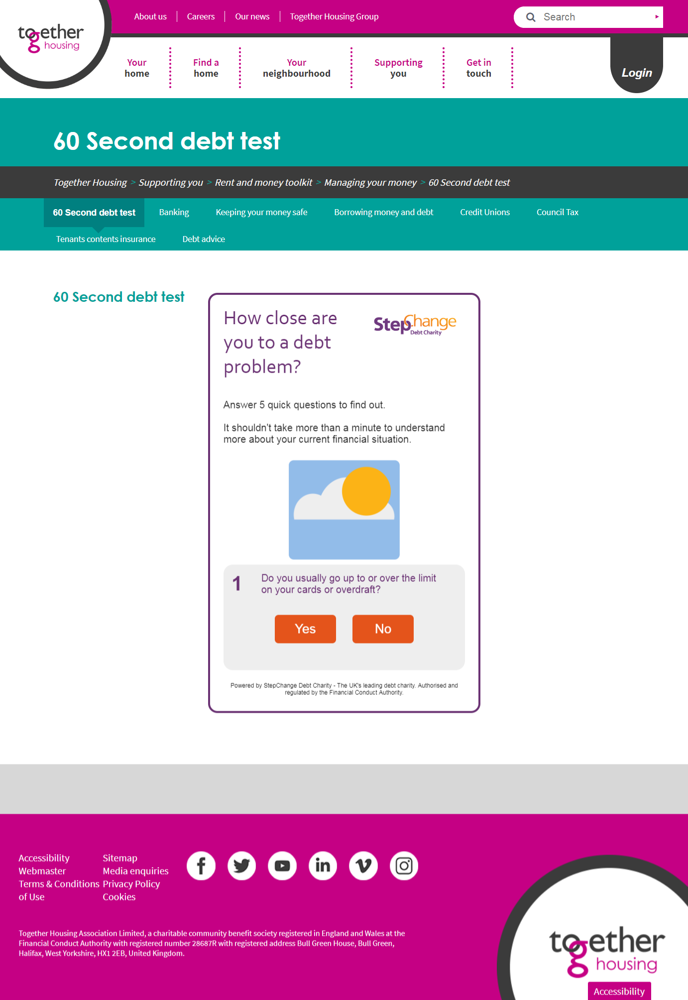 together
housing
About us
Careers
Our news
Together Housing Group
Search
Your
home
Find a
home
Your
neighbourhood
Supporting
you
Get in
touch
Login
60 Second debt test
Together Housing > Supporting you > Rent and money toolkit > Managing your money > 60 Second debt test
60 Second debt test
Banking
Keeping your money safe
Borrowing money and debt
Credit Unions
Council Tax
Tenants contents insurance
Debt advice
60 Second debt test
How close are
you to a debt
problem?
StepChange
Debt Charity
Answer 5 quick questions to find out.
It shouldn't take more than a minute to understand
more about your current financial situation.
1
Do you usually go up to or over the limit
on your cards or overdraft?
Yes
No
Powered by StepChange Debt Charity - The UK's leading debt charity. Authorised and
regulated by the Financial Conduct Authority.
Accessibility
Webmaster
Terms & Conditions
of Use
Sitemap
Media enquiries
Privacy Policy
Cookies
Together Housing Association Limited, a charitable community benefit society registered in England and Wales at the
Financial Conduct Authority with registered number 28687R with registered address Bull Green House, Bull Green,
Halifax, West Yorkshire, HX1 2EB, United Kingdom.
together
housing
Accessibility